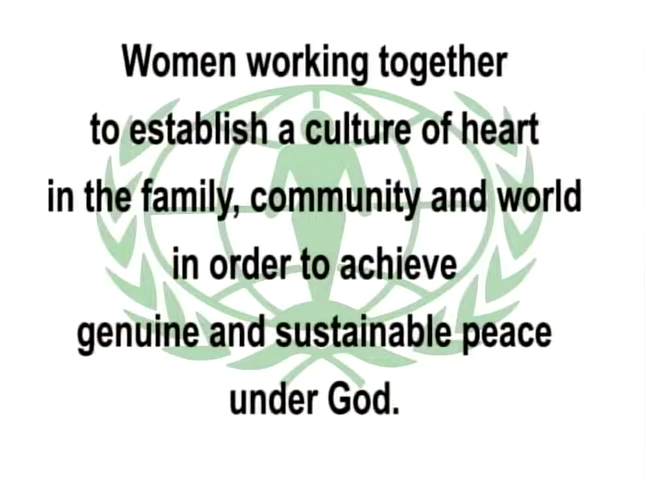 Women working together
to establish a culture of heart
in the family, community and world
in order to achieve
genuine and sustainable peace
under God.